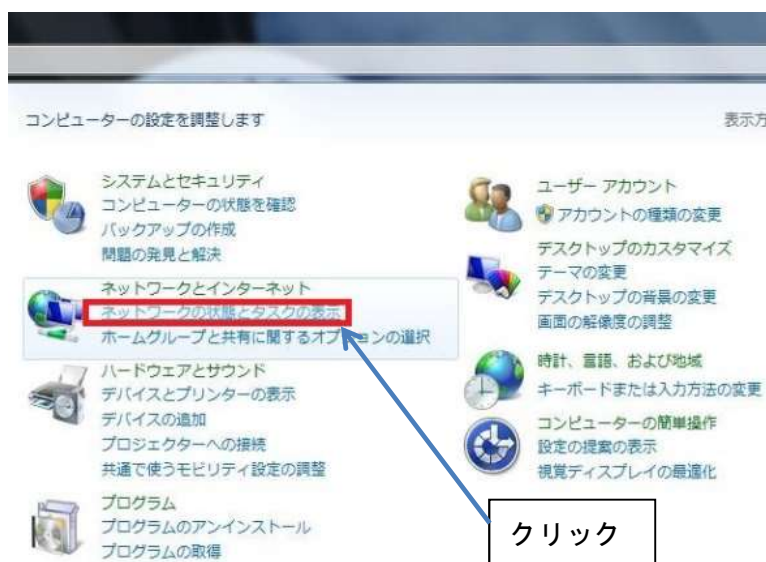 コンピューターの設定を調整します
表示方
システムとセキュリティ
コンピューターの状態を確認
バックアップの作成
問題の発見と解決
ネットワークとインターネット
ネットワークの状態とタスクの表示
ホームグループと共有に関するオプションの選択
ハードウェアとサウンド
デバイスとプリンターの表示
デバイスの追加
プロジェクターへの接続
共通で使うモビリティ設定の調整
プログラム
プログラムのアンインストール
プログラムの取得
ユーザー アカウント
アカウントの種類の変更
デスクトップのカスタマイズ
テーマの変更
デスクトップの背景の変更
画面の解像度の調整
時計、言語、および地域
キーボードまたは入力方法の変更
コンピューターの簡単操作
設定の提案の表示
視覚ディスプレイの最適化
クリック